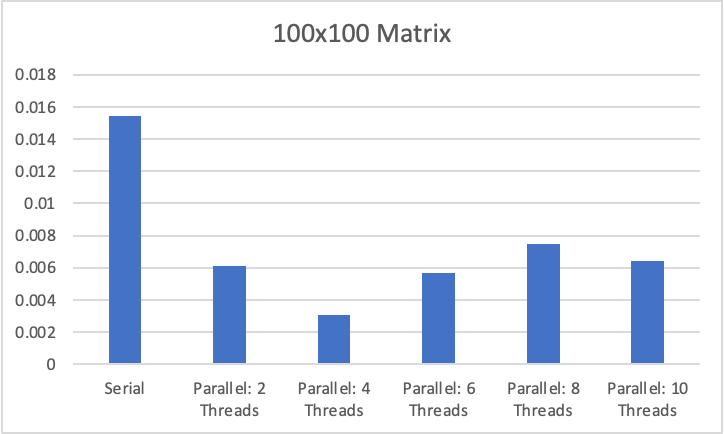 100x100 Matrix
0.018
0.016
0.014
0.012
0.01
0.008
0.006
0.004
0.002
0
Serial
Parallel: 2
Threads
Parallel: 4
Threads
Parallel: 6
Threads
Parallel: 8
Threads
Parallel: 10
Threads